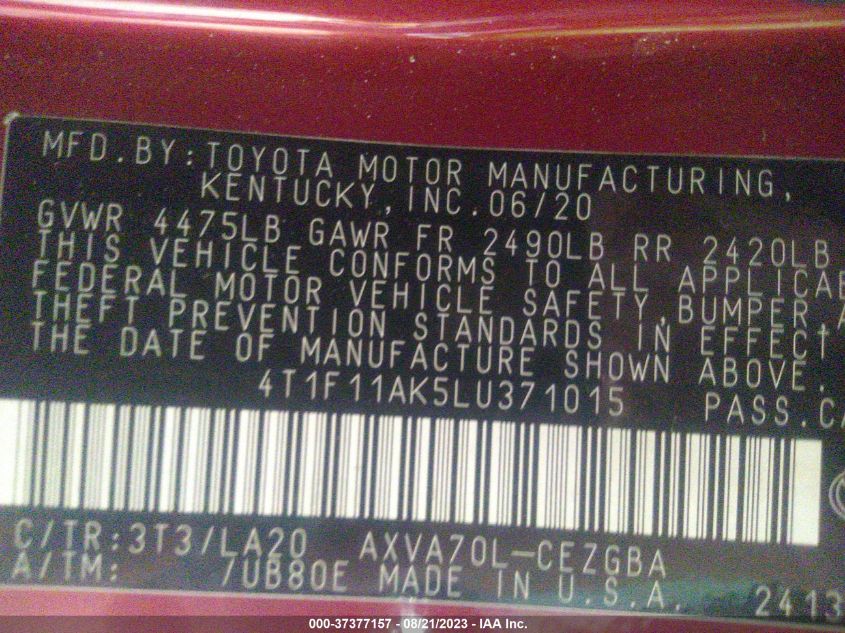 MFD.BY:TOYOTA MOTOR MANUFACTURING,
KENTUCKY,INC.06/20
GVWR 4475LB GAWR FR 2490LB RR 2420LB
THIS VEHICLE CONFORMS TO ALL APPLICAB
FEDERAL MOTOR VEHICLE SAFETY,BUMPER,A
THEFT PREVENTION STANDARDS IN EFFECT
THE DATE OF MANUFACTURE SHOWN ABOVE.
4T1F11AK5LU371015 PASS.CA
C/TR:3T3/LA20 AXVA70L-CEZGBA
A/TM: /UB80E MADE IN U.S.A. 2413
000-37377157 - 08/21/2023 - IAA Inc.